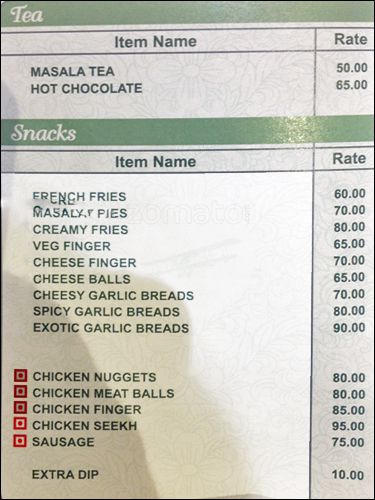 Tea
Item Name Rate
MASALA TEA 50.00
HOT CHOCOLATE 65.00
Snacks
Item Name Rate
FRENCH FRIES 60.00
MASALA FRIES 70.00
CREAMY FRIES 80.00
VEG FINGER 65.00
CHEESE FINGER 70.00
CHEESE BALLS 65.00
CHEESY GARLIC BREADS 70.00
SPICY GARLIC BREADS 80.00
EXOTIC GARLIC BREADS 90.00
CHICKEN NUGGETS 80.00
CHICKEN MEAT BALLS 80.00
CHICKEN FINGER 85.00
CHICKEN SEEKH 95.00
SAUSAGE 75.00
EXTRA DIP 10.00
zomato